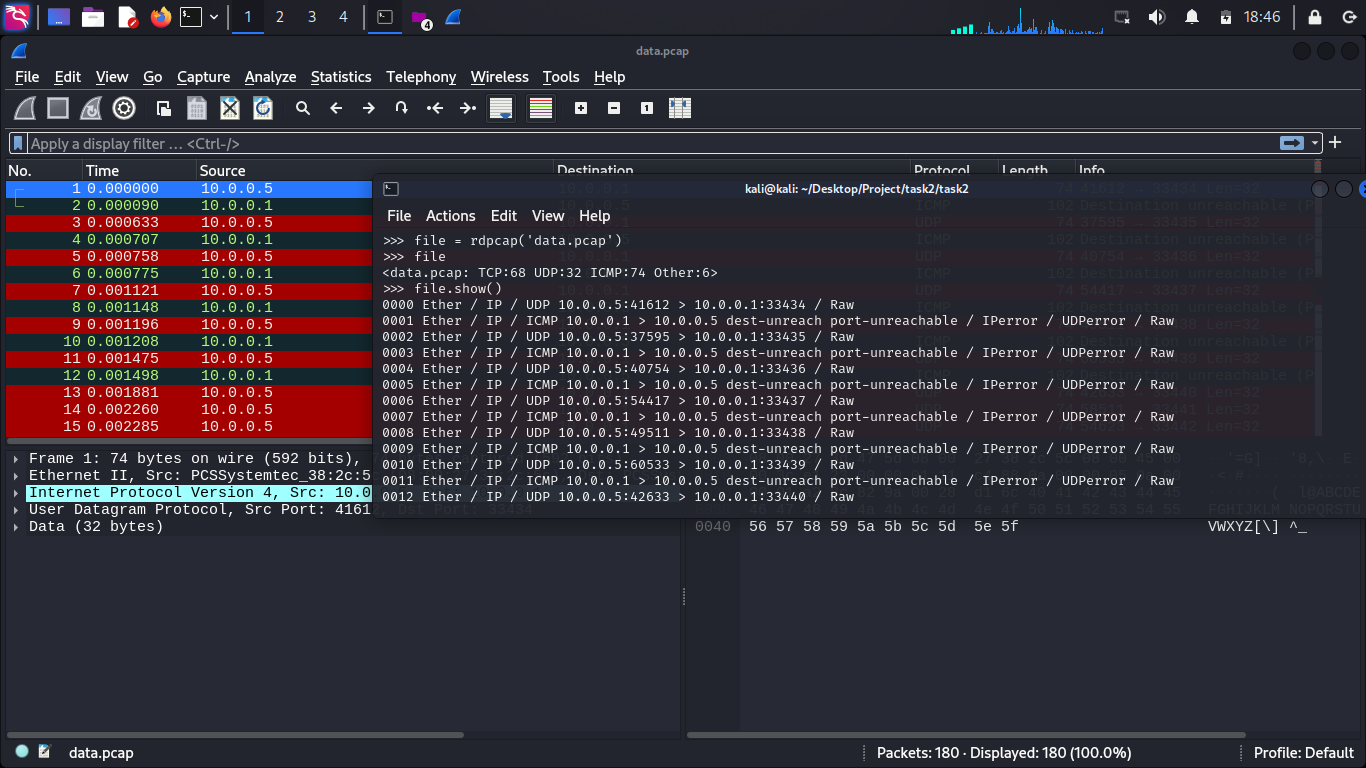 1 2 3 4 4 18:46
data.pcap
File Edit View Go Capture Analyze Statistics Telephony Wireless Tools Help
Apply a display filter … <Ctrl-/>
No. Time Source Destination Protocol Length Info
1 0.000000 10.0.0.5
2 0.000090 10.0.0.1
3 0.000633 10.0.0.5
4 0.000707 10.0.0.1
5 0.000758 10.0.0.5
6 0.000775 10.0.0.1
7 0.001121 10.0.0.5
8 0.001148 10.0.0.1
9 0.001196 10.0.0.5
10 0.001208 10.0.0.1
11 0.001475 10.0.0.5
12 0.001498 10.0.0.1
13 0.001881 10.0.0.5
14 0.002260 10.0.0.5
15 0.002285 10.0.0.5
kali@kali: ~/Desktop/Project/task2/task2
File Actions Edit View Help
>>> file = rdpcap('data.pcap')
>>> file
<data.pcap: TCP:68 UDP:32 ICMP:74 Other:6>
>>> file.show()
0000 Ether / IP / UDP 10.0.0.5:41612 > 10.0.0.1:33434 / Raw
0001 Ether / IP / ICMP 10.0.0.1 > 10.0.0.5 dest-unreach port-unreachable / IPerror / UDPerror / Raw
0002 Ether / IP / UDP 10.0.0.5:37595 > 10.0.0.1:33435 / Raw
0003 Ether / IP / ICMP 10.0.0.1 > 10.0.0.5 dest-unreach port-unreachable / IPerror / UDPerror / Raw
0004 Ether / IP / UDP 10.0.0.5:40754 > 10.0.0.1:33436 / Raw
0005 Ether / IP / ICMP 10.0.0.1 > 10.0.0.5 dest-unreach port-unreachable / IPerror / UDPerror / Raw
0006 Ether / IP / UDP 10.0.0.5:54417 > 10.0.0.1:33437 / Raw
0007 Ether / IP / ICMP 10.0.0.1 > 10.0.0.5 dest-unreach port-unreachable / IPerror / UDPerror / Raw
0008 Ether / IP / UDP 10.0.0.5:49511 > 10.0.0.1:33438 / Raw
0009 Ether / IP / ICMP 10.0.0.1 > 10.0.0.5 dest-unreach port-unreachable / IPerror / UDPerror / Raw
0010 Ether / IP / UDP 10.0.0.5:60533 > 10.0.0.1:33439 / Raw
0011 Ether / IP / ICMP 10.0.0.1 > 10.0.0.5 dest-unreach port-unreachable / IPerror / UDPerror / Raw
0012 Ether / IP / UDP 10.0.0.5:42633 > 10.0.0.1:33440 / Raw
Frame 1: 74 bytes on wire (592 bits),
Ethernet II, Src: PCSSystemtec_38:2c:5
Internet Protocol Version 4, Src: 10.0
User Datagram Protocol, Src Port: 4161
Data (32 bytes)
0040 56 57 58 59 5a 5b 5c 5d 5e 5f VWXYZ[\] ^_
data.pcap Packets: 180 · Displayed: 180 (100.0%) Profile: Default